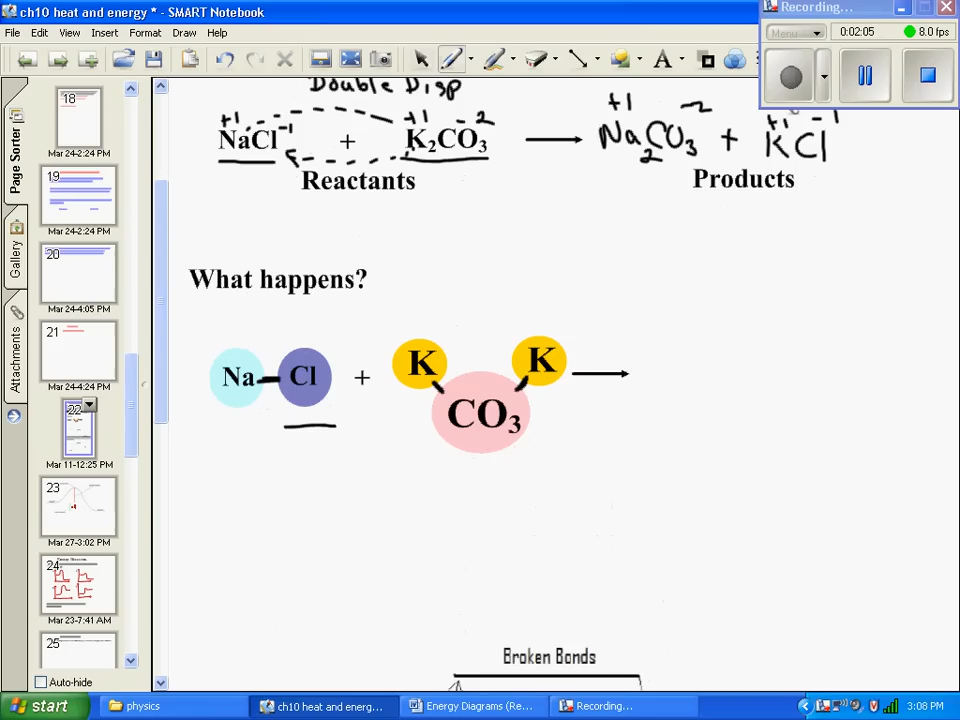 ch10 heat and energy * - SMART Notebook
Recording...
File Edit View Insert Format Draw Help
Menu
0:02:05
8.0 fps
Page Sorter
Gallery
Attachments
18
Mar 24-2:24 PM
19
Mar 24-2:24 PM
20
Mar 24-4:05 PM
21
Mar 24-4:24 PM
22
Mar 11-12:25 PM
23
Mar 27-3:02 PM
24
Mar 23-7:41 AM
25
Auto-hide
Double Disp
+1 -1 +1 -2 +1 -2 +1 -1
NaCl + K₂CO₃ → Na₂CO₃ + KCl
Reactants Products
What happens?
Na Cl + K CO₃ K →
Broken Bonds
start
physics
ch10 heat and energ...
Energy Diagrams (Re...
Recording...
3:08 PM